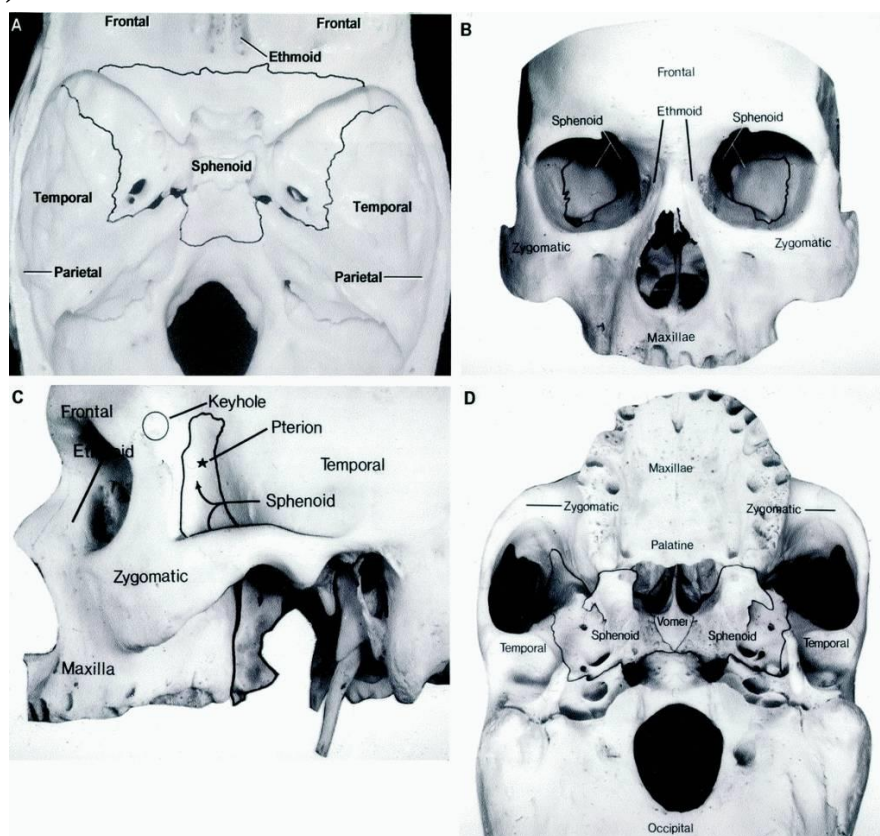 A
Frontal
Frontal
Ethmoid
Sphenoid
Temporal
Temporal
Parietal
Parietal
B
Frontal
Ethmoid
Sphenoid
Sphenoid
Zygomatic
Zygomatic
Maxillae
C
Keyhole
Frontal
Pterion
Ethmoid
Temporal
Sphenoid
Zygomatic
Maxilla
D
Maxillae
Zygomatic
Zygomatic
Palatine
Vomer
Sphenoid
Sphenoid
Temporal
Temporal
Occipital